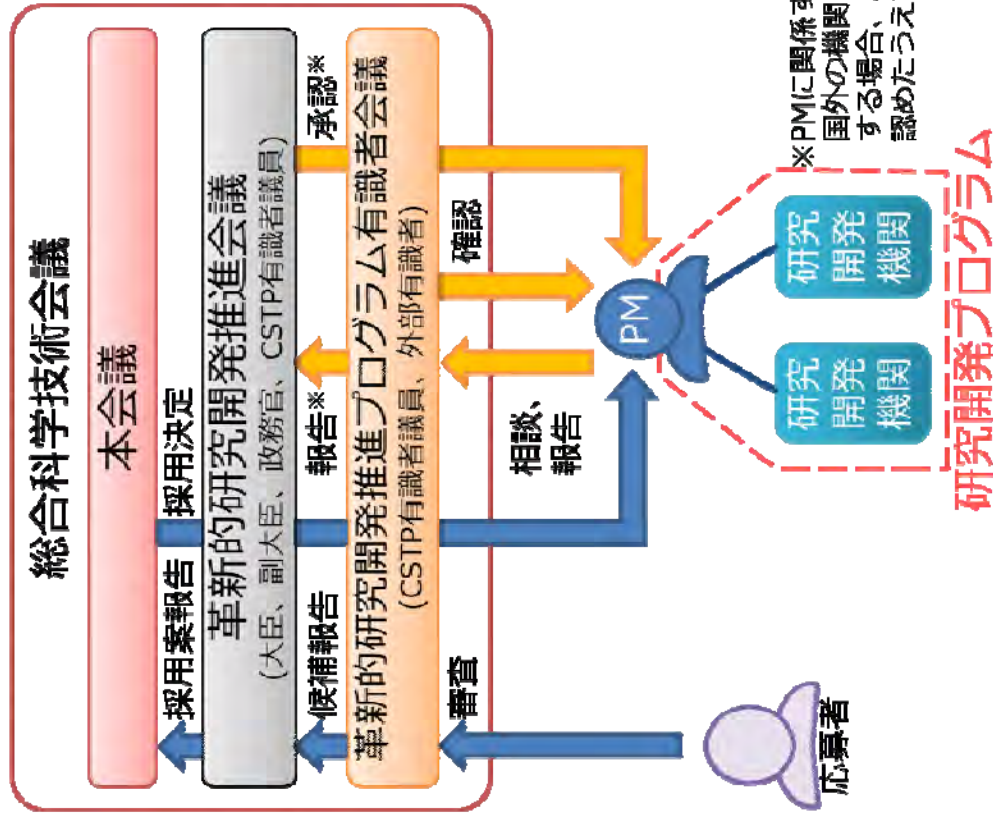 総合科学技術会議
本会議
採用案報告
採用決定
革新的研究開発推進会議
(大臣、副大臣、政務官、CSTP有識者議員)
候補報告
報告※
承認※
革新的研究開発推進プログラム有識者会議
(CSTP有識者議員、外部有識者)
審査
相談、
報告
確認
応募者
PM
研究
開発
機関
研究
開発
機関
研究開発プログラム
※PMに関係す
国外の機関
する場合、
認めたうえ